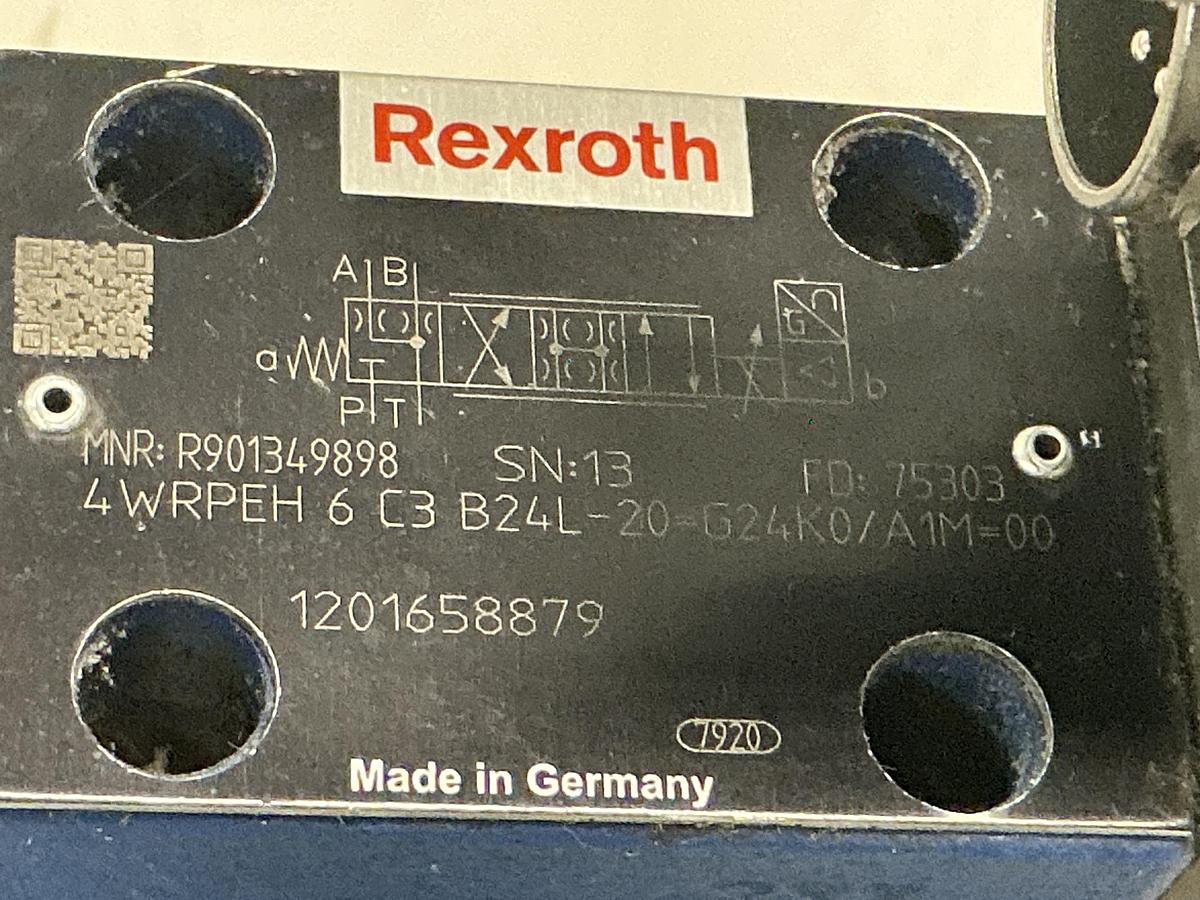 Rexroth
A B
a
b
P T
MNR: R901349898 SN:13 FD: 75303
4WRPEH 6 C3 B24L-20=G24K0/A1M=00
1201658879
7920
Made in Germany